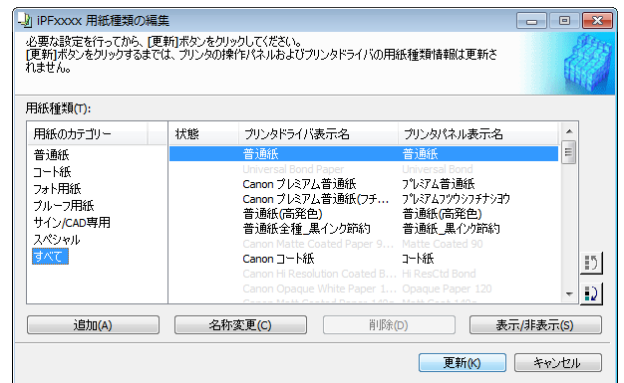 iPFxxxx 用紙種類の編集
必要な設定を行ってから、[更新]ボタンをクリックしてください。
[更新]ボタンをクリックするまでは、プリンタの操作パネルおよびプリンタドライバの用紙種類情報は更新さ
れません。
用紙種類(T):
用紙のカテゴリー 状態 プリンタドライバ表示名 プリンタパネル表示名
普通紙
コート紙
フォト用紙
プルーフ用紙
サイン/CAD専用
スペシャル
すべて
普通紙 普通紙
Universal Bond Paper Universal Bond
Canon プレミアム普通紙 プレミアム普通紙
Canon プレミアム普通紙(フチ... プレミアムフツウシフチナシヨウ
普通紙(高発色) 普通紙(高発色)
普通紙全種_黒インク節約 普通紙_黒インク節約
Canon Matte Coated Paper 9... Matte Coated 90
Canon コート紙 コート紙
Canon Hi Resolution Coated B... Hi ResCtd Bond
Canon Opaque White Paper 1... Opaque Paper 120
追加(A) 名称変更(C) 削除(D) 表示/非表示(S)
更新(K) キャンセル